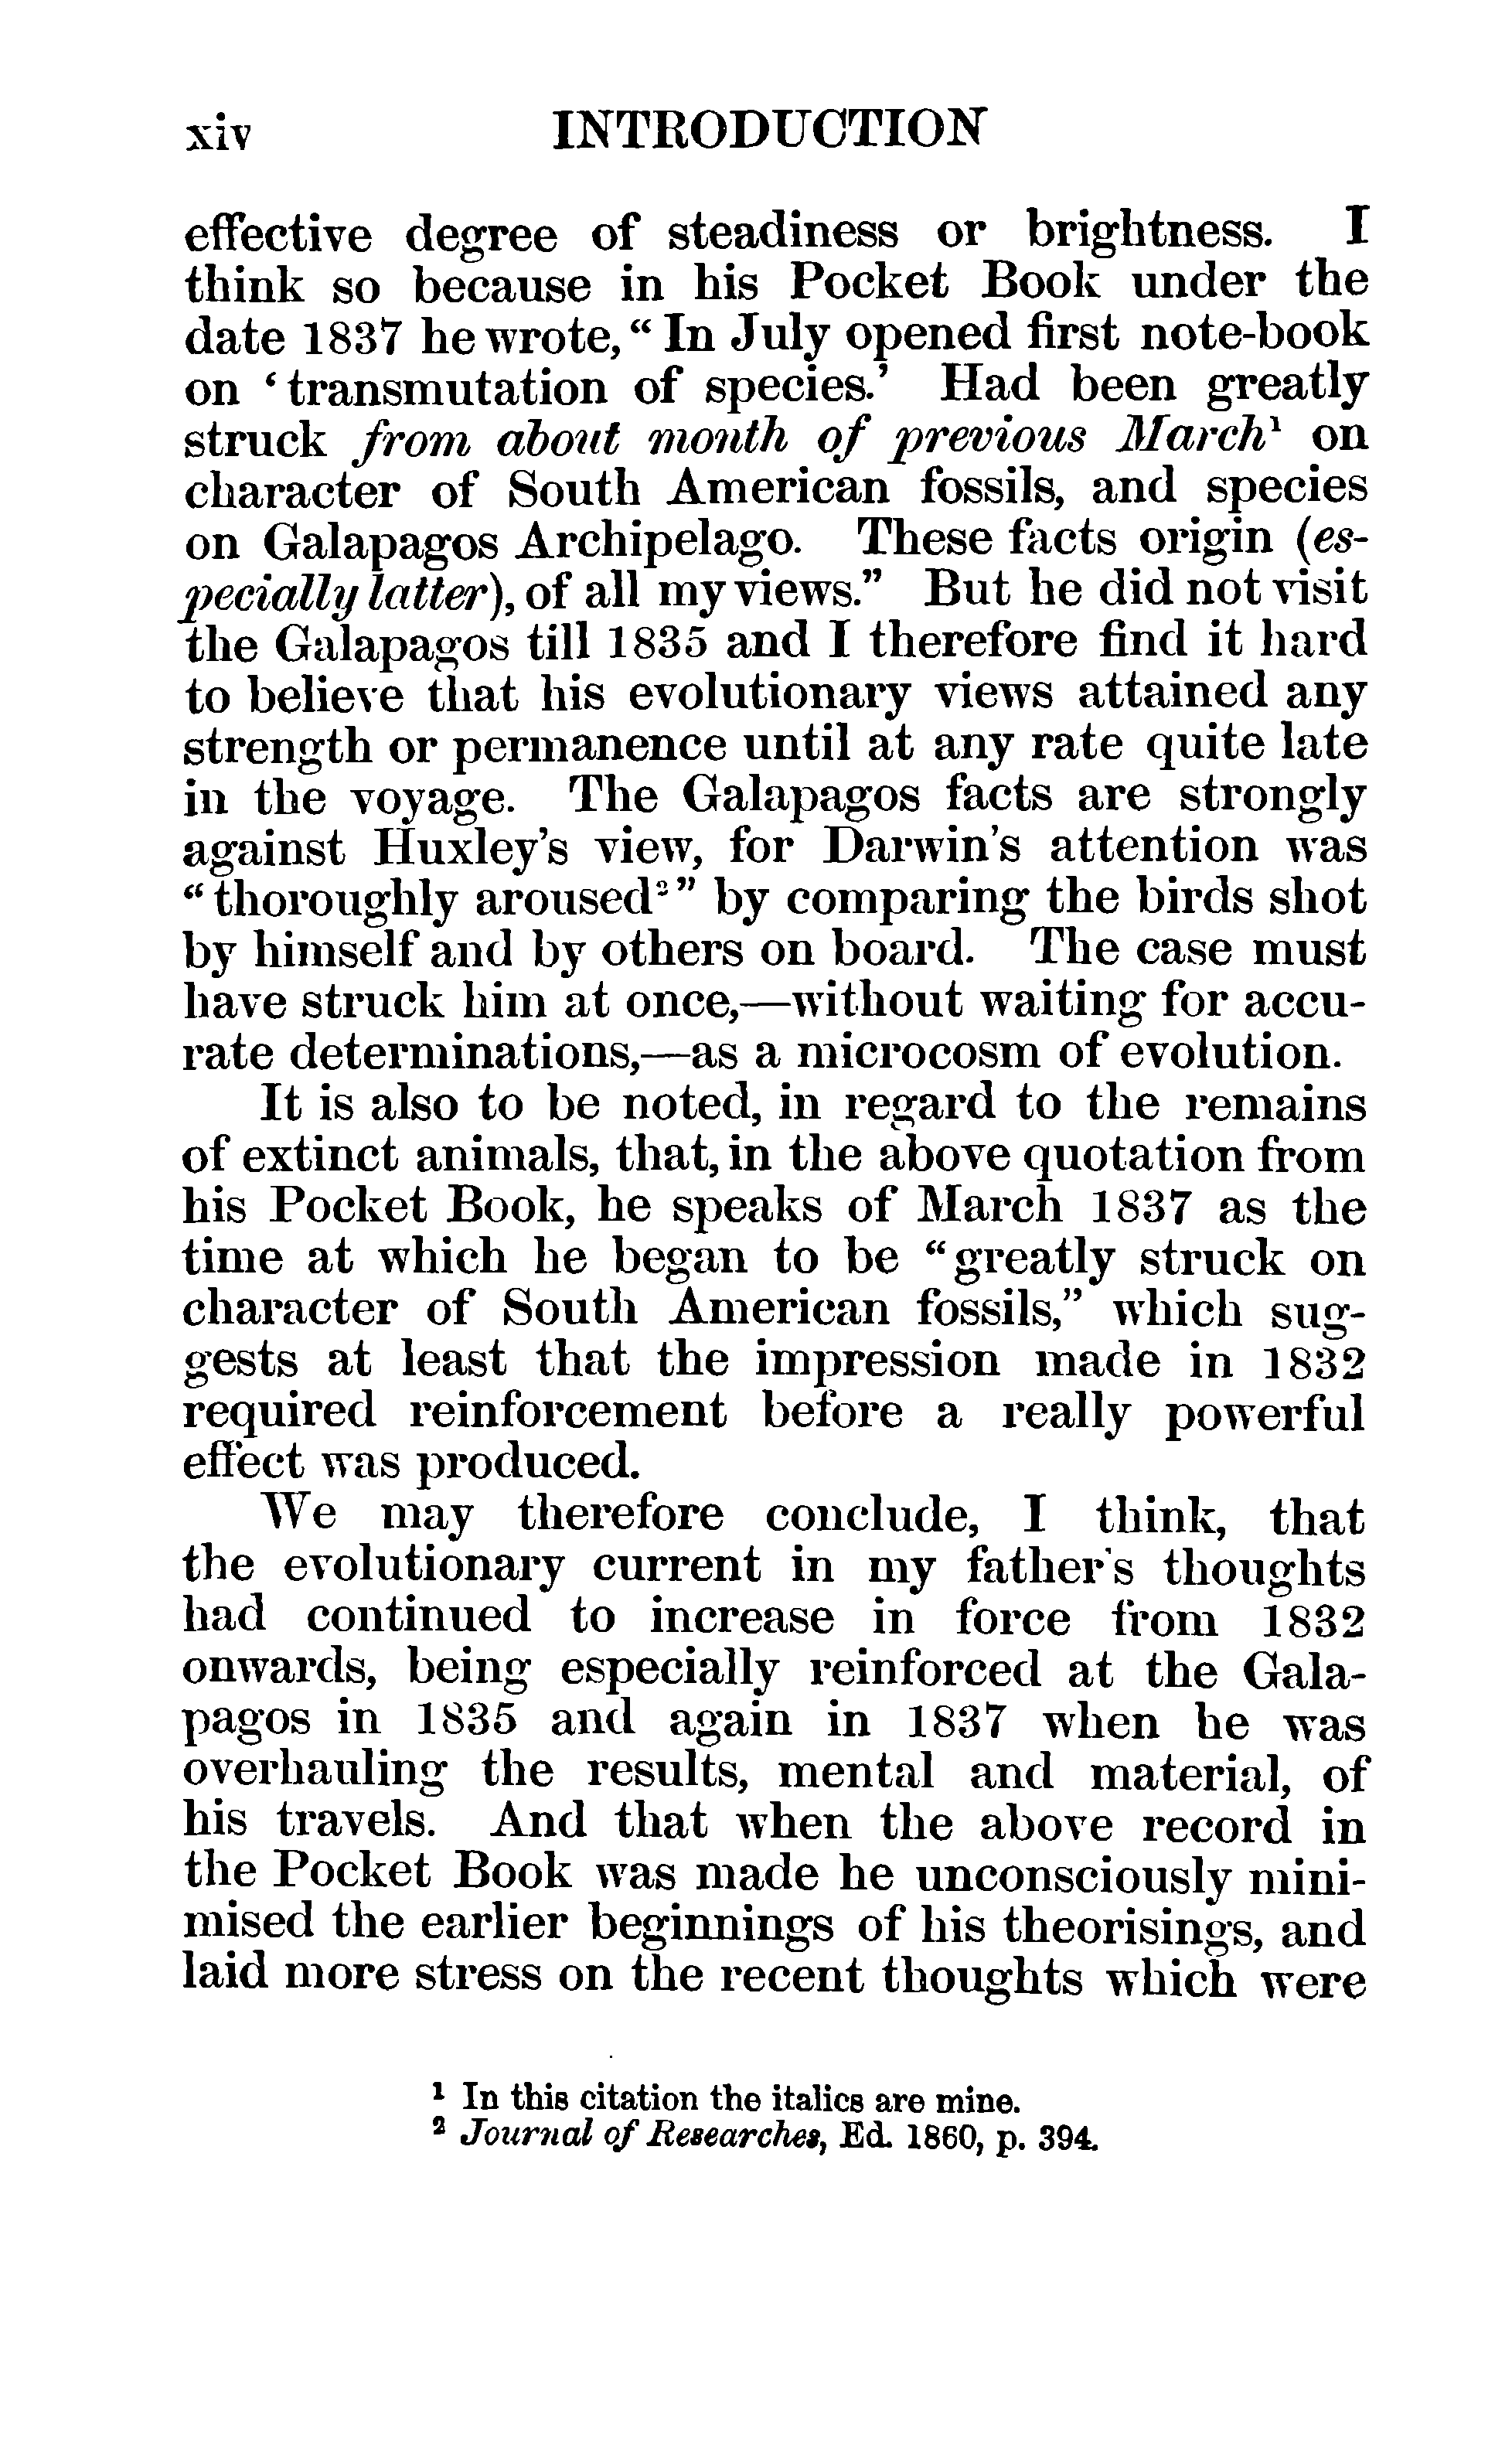 xiv INTRODUCTION
effective degree of steadiness or brightness. I
think so because in his Pocket Book under the
date 1837 he wrote, “In July opened first note-book
on ‘transmutation of species.’ Had been greatly
struck from about month of previous March¹ on
character of South American fossils, and species
on Galapagos Archipelago. These facts origin (es-
pecially latter), of all my views.” But he did not visit
the Galapagos till 1835 and I therefore find it hard
to believe that his evolutionary views attained any
strength or permanence until at any rate quite late
in the voyage. The Galapagos facts are strongly
against Huxley's view, for Darwin's attention was
“thoroughly aroused²” by comparing the birds shot
by himself and by others on board. The case must
have struck him at once,—without waiting for accu-
rate determinations,—as a microcosm of evolution.
It is also to be noted, in regard to the remains
of extinct animals, that, in the above quotation from
his Pocket Book, he speaks of March 1837 as the
time at which he began to be “greatly struck on
character of South American fossils,” which sug-
gests at least that the impression made in 1832
required reinforcement before a really powerful
effect was produced.
We may therefore conclude, I think, that
the evolutionary current in my father's thoughts
had continued to increase in force from 1832
onwards, being especially reinforced at the Gala-
pagos in 1835 and again in 1837 when he was
overhauling the results, mental and material, of
his travels. And that when the above record in
the Pocket Book was made he unconsciously mini-
mised the earlier beginnings of his theorisings, and
laid more stress on the recent thoughts which were
¹ In this citation the italics are mine.
² Journal of Researches, Ed. 1860, p. 394.